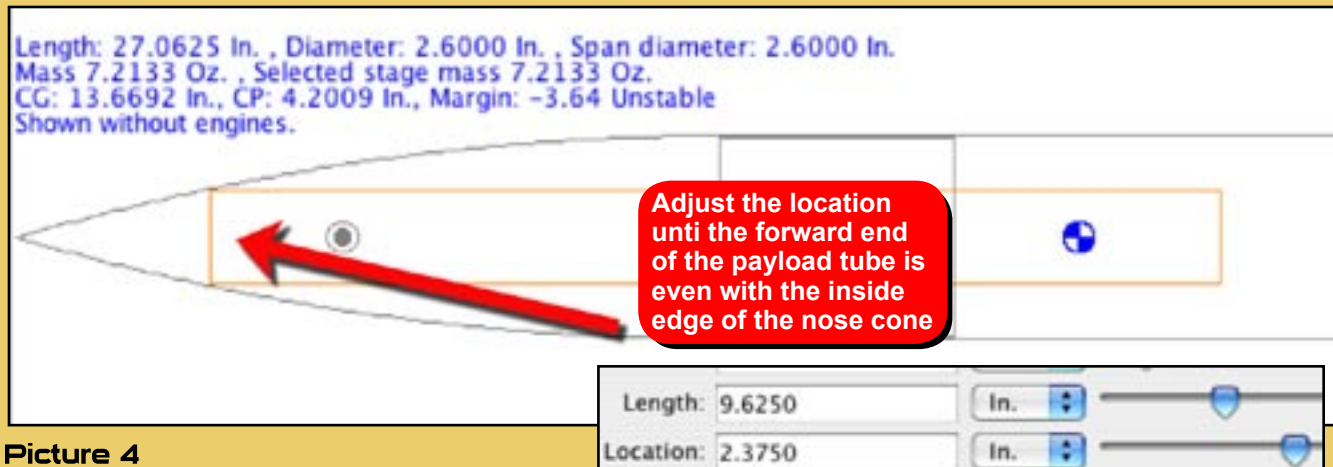 Length: 27.0625 In. , Diameter: 2.6000 In. , Span diameter: 2.6000 In.
Mass 7.2133 Oz. , Selected stage mass 7.2133 Oz.
CG: 13.6692 In., CP: 4.2009 In., Margin: -3.64 Unstable
Shown without engines.
Adjust the location
unti the forward end
of the payload tube is
even with the inside
edge of the nose cone
Length: 9.6250 In.
Location: 2.3750 In.
Picture 4